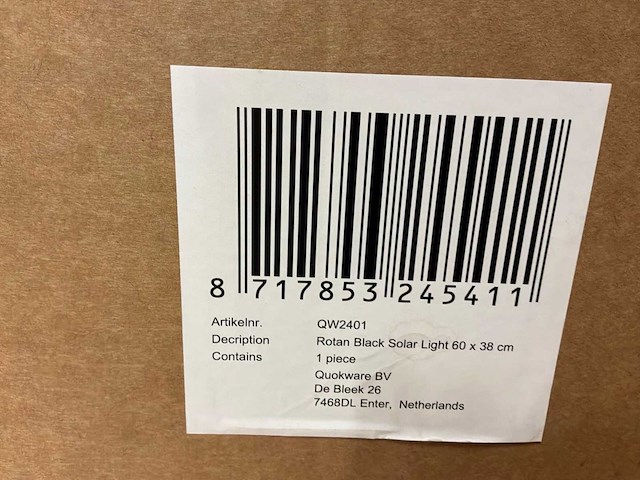 8 717853 245411
Artikelnr. QW2401
Decription Rotan Black Solar Light 60 x 38 cm
Contains 1 piece
Quokware BV
De Bleek 26
7468DL Enter, Netherlands